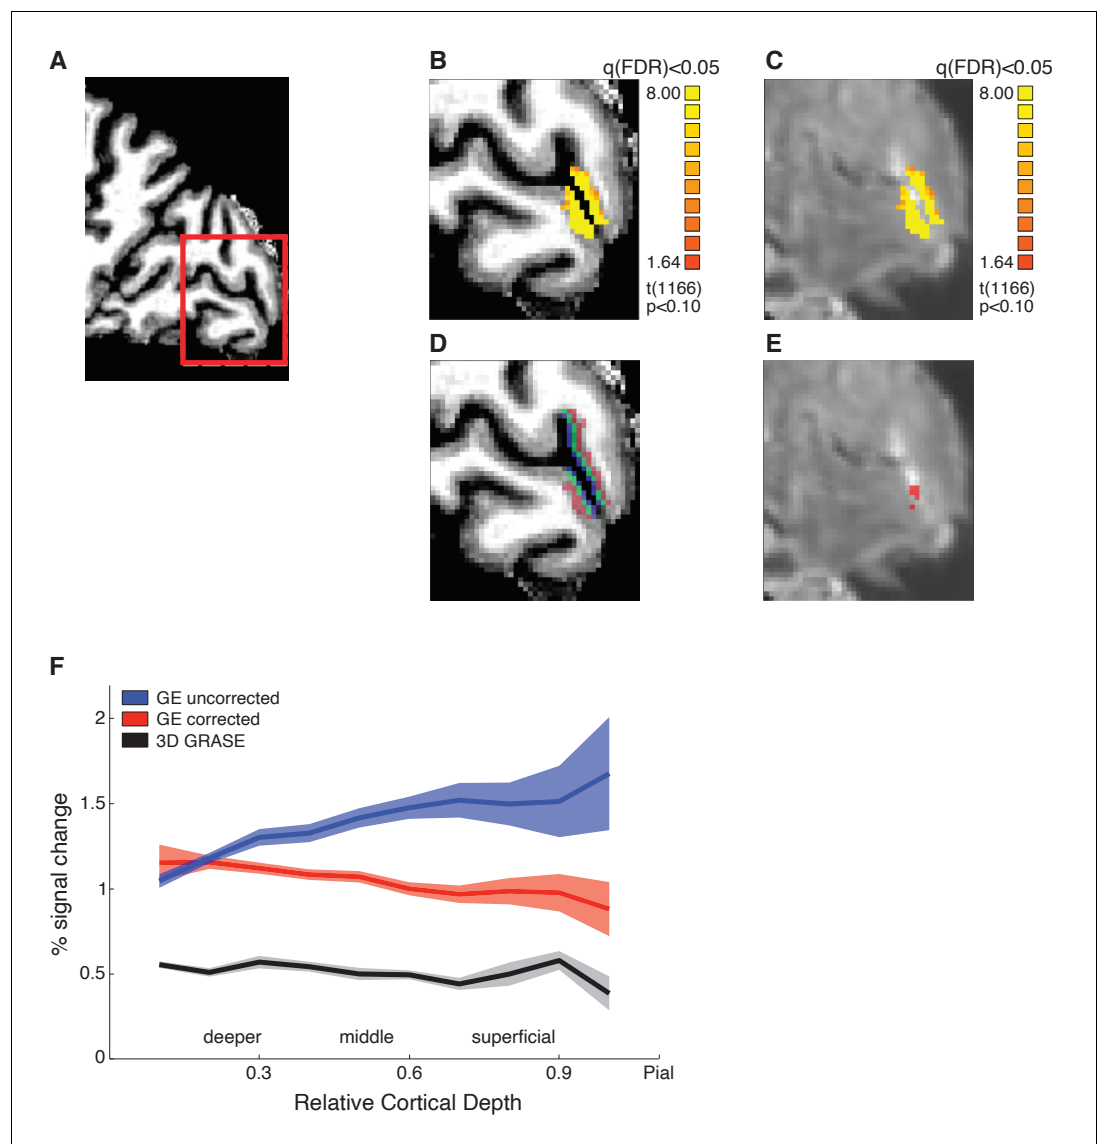 A
B
q(FDR)<0.05
8.00
1.64
t(1166)
p<0.10
C
q(FDR)<0.05
8.00
1.64
t(1166)
p<0.10
D
E
F
GE uncorrected
GE corrected
3D GRASE
% signal change
2
1.5
1
0.5
0
deeper middle superficial
0.3 0.6 0.9 Pial
Relative Cortical Depth